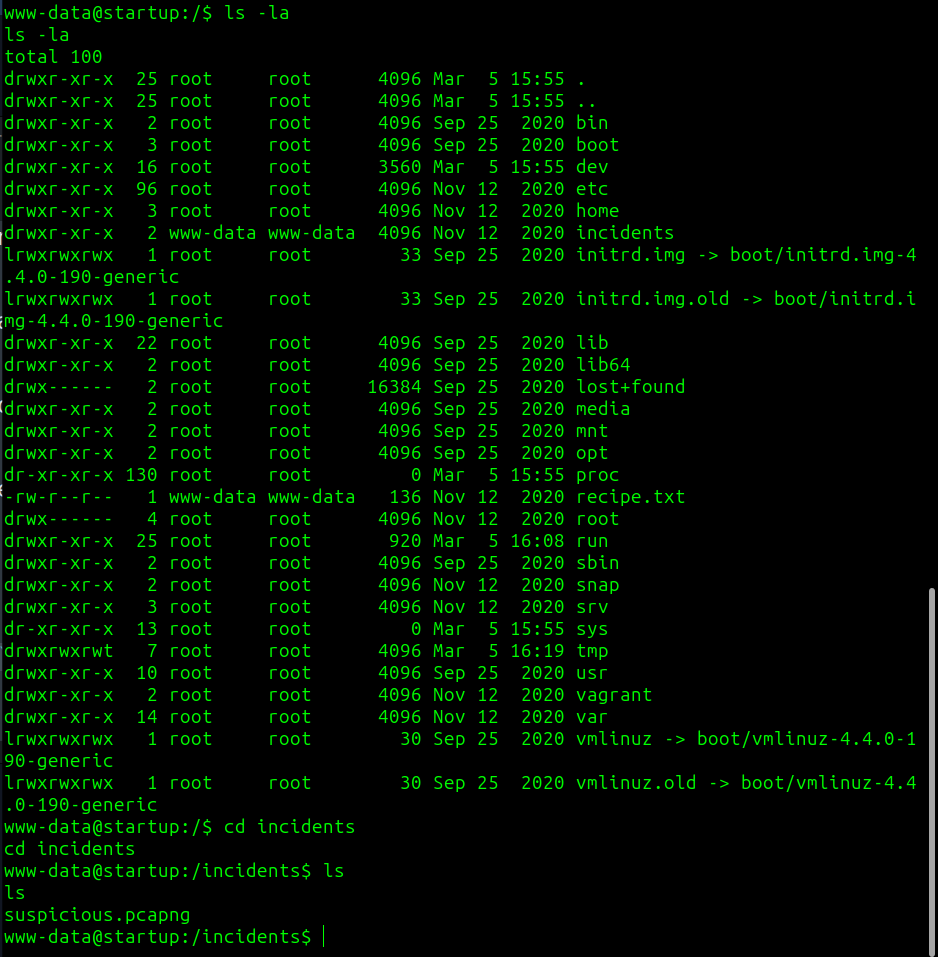 www-data@startup:/$ ls -la
ls -la
total 100
drwxr-xr-x  25 root     root      4096 Mar  5 15:55 .
drwxr-xr-x  25 root     root      4096 Mar  5 15:55 ..
drwxr-xr-x   2 root     root      4096 Sep 25  2020 bin
drwxr-xr-x   3 root     root      4096 Sep 25  2020 boot
drwxr-xr-x  16 root     root      3560 Mar  5 15:55 dev
drwxr-xr-x  96 root     root      4096 Nov 12  2020 etc
drwxr-xr-x   3 root     root      4096 Nov 12  2020 home
drwxr-xr-x   2 www-data www-data  4096 Nov 12  2020 incidents
lrwxrwxrwx   1 root     root        33 Sep 25  2020 initrd.img -> boot/initrd.img-4
.4.0-190-generic
lrwxrwxrwx   1 root     root        33 Sep 25  2020 initrd.img.old -> boot/initrd.i
mg-4.4.0-190-generic
drwxr-xr-x  22 root     root      4096 Sep 25  2020 lib
drwxr-xr-x   2 root     root      4096 Sep 25  2020 lib64
drwx------   2 root     root     16384 Sep 25  2020 lost+found
drwxr-xr-x   2 root     root      4096 Sep 25  2020 media
drwxr-xr-x   2 root     root      4096 Sep 25  2020 mnt
drwxr-xr-x   2 root     root      4096 Sep 25  2020 opt
dr-xr-xr-x 130 root     root         0 Mar  5 15:55 proc
-rw-r--r--   1 www-data www-data   136 Nov 12  2020 recipe.txt
drwx------   4 root     root      4096 Nov 12  2020 root
drwxr-xr-x  25 root     root       920 Mar  5 16:08 run
drwxr-xr-x   2 root     root      4096 Sep 25  2020 sbin
drwxr-xr-x   2 root     root      4096 Nov 12  2020 snap
drwxr-xr-x   3 root     root      4096 Nov 12  2020 srv
dr-xr-xr-x  13 root     root         0 Mar  5 15:55 sys
drwxrwxrwt   7 root     root      4096 Mar  5 16:19 tmp
drwxr-xr-x  10 root     root      4096 Sep 25  2020 usr
drwxr-xr-x   2 root     root      4096 Nov 12  2020 vagrant
drwxr-xr-x  14 root     root      4096 Nov 12  2020 var
lrwxrwxrwx   1 root     root        30 Sep 25  2020 vmlinuz -> boot/vmlinuz-4.4.0-1
90-generic
lrwxrwxrwx   1 root     root        30 Sep 25  2020 vmlinuz.old -> boot/vmlinuz-4.4
.0-190-generic
www-data@startup:/$ cd incidents
cd incidents
www-data@startup:/incidents$ ls
ls
suspicious.pcapng
www-data@startup:/incidents$